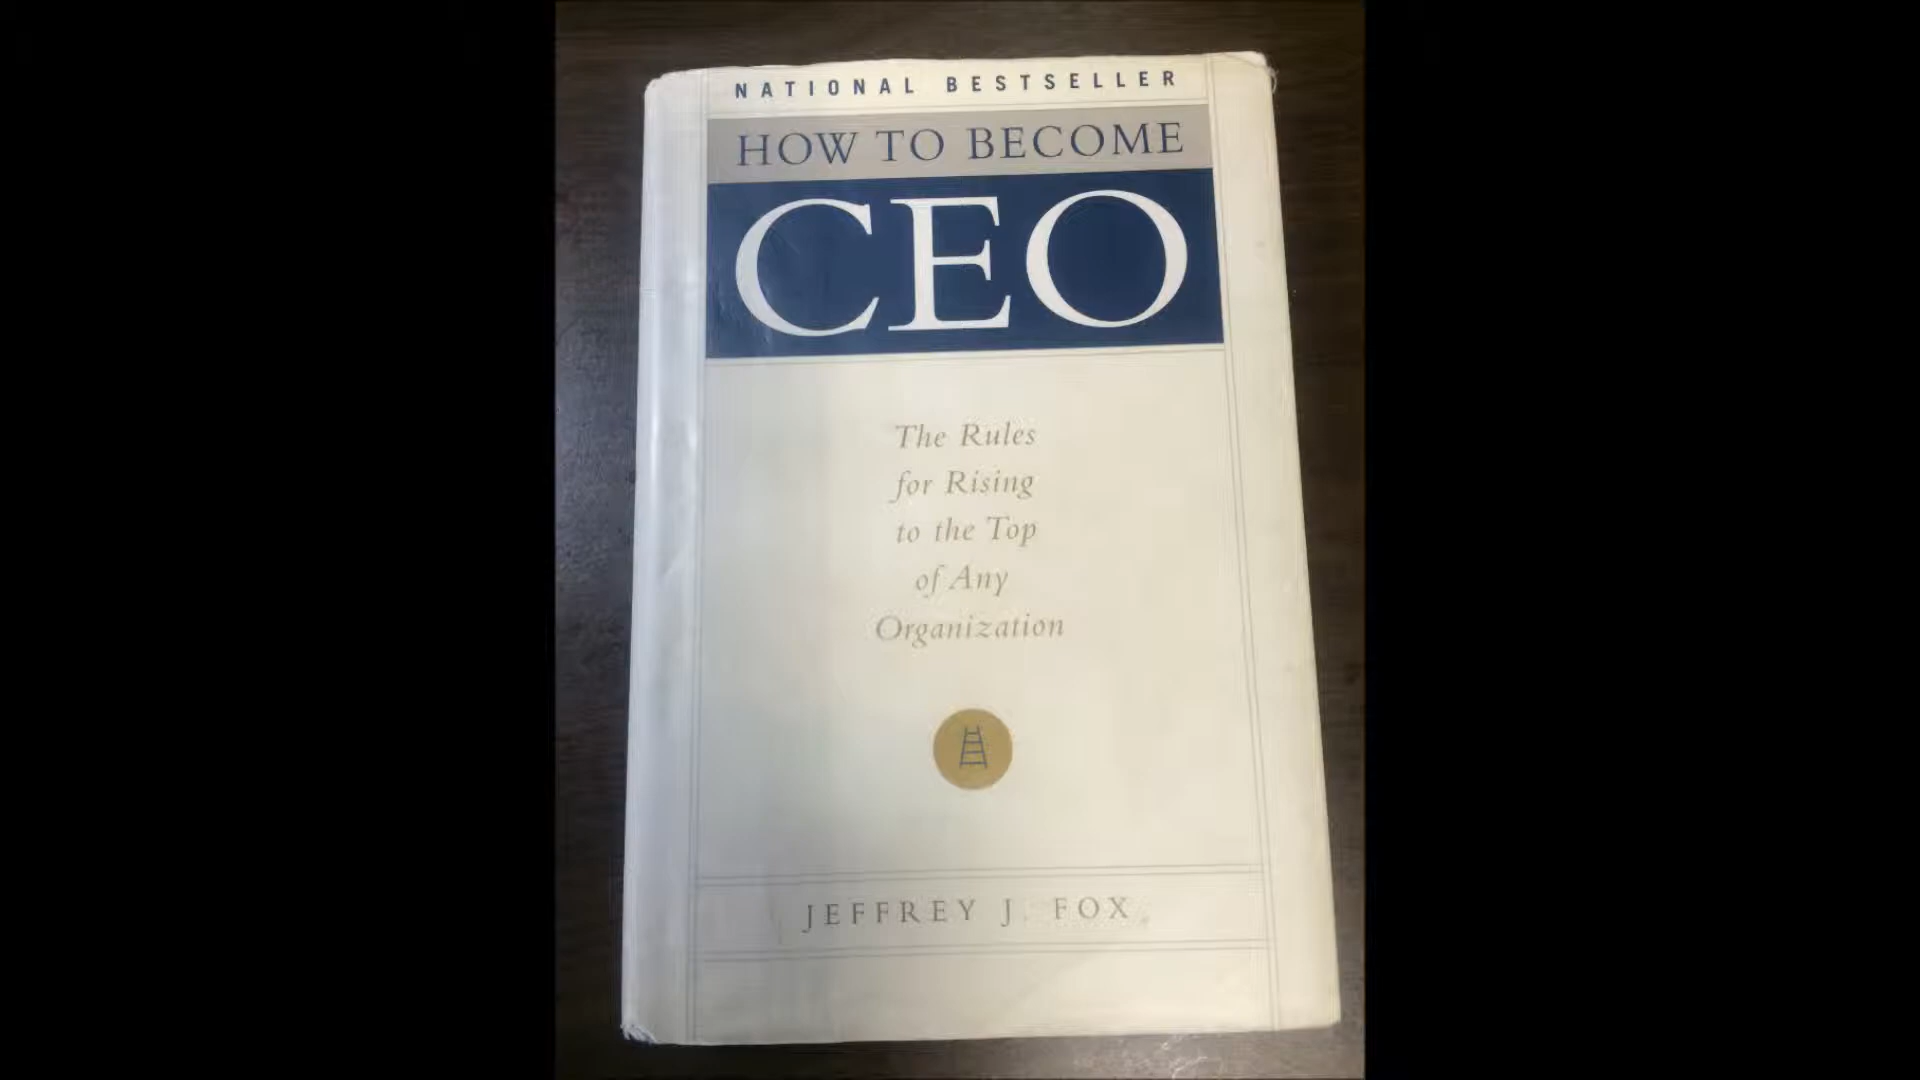 NATIONAL BESTSELLER
HOW TO BECOME
CEO
The Rules
for Rising
to the Top
of Any
Organization
JEFFREY J. FOX